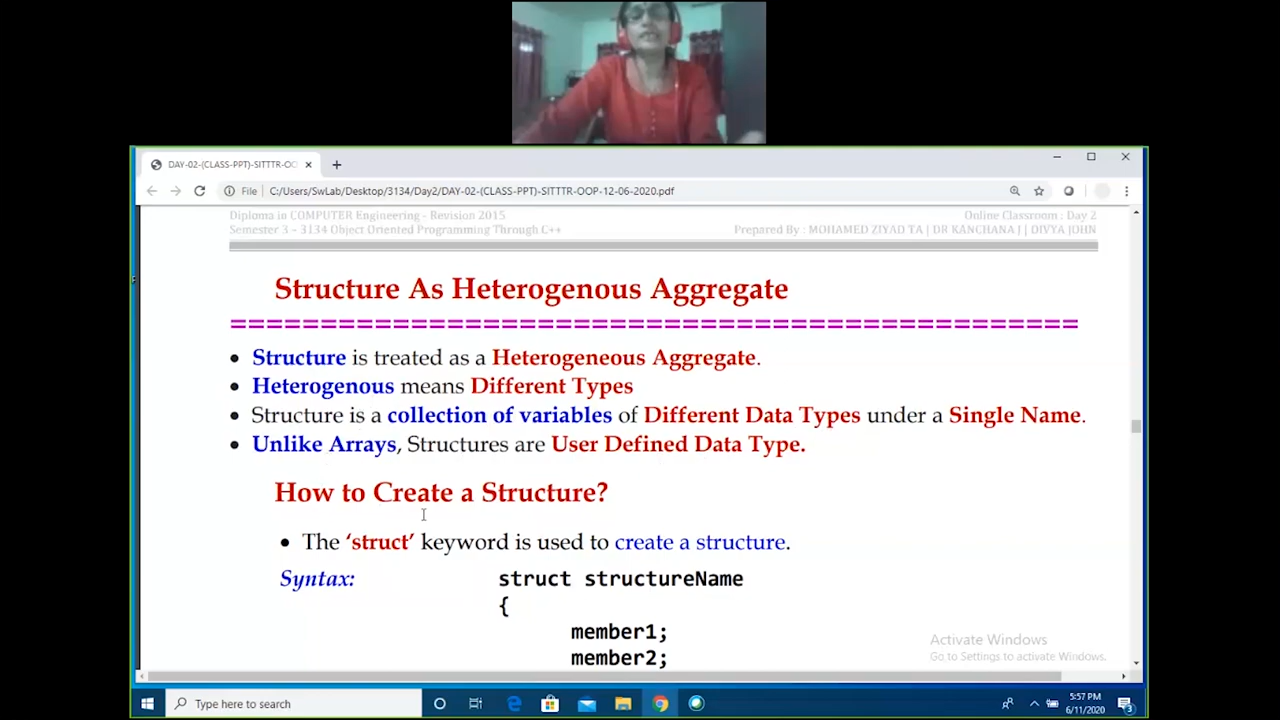 DAY-02-(CLASS-PPT)-SITTTR-OO
File C:/Users/SwLab/Desktop/3134/Day2/DAY-02-(CLASS-PPT)-SITTTR-OOP-12-06-2020.pdf
Diploma in COMPUTER Engineering - Revision 2015 Online Classroom : Day 2
Semester 3 - 3134 Object Oriented Programming Through C++ Prepared By : MOHAMED ZIYAD TA | DR KANCHANA J | DIVYA JOHN
Structure As Heterogenous Aggregate
===============================================
• Structure is treated as a Heterogeneous Aggregate.
• Heterogenous means Different Types
• Structure is a collection of variables of Different Data Types under a Single Name.
• Unlike Arrays, Structures are User Defined Data Type.
How to Create a Structure?
• The ‘struct’ keyword is used to create a structure.
Syntax: struct structureName
{
member1;
member2;
Activate Windows
Go to Settings to activate Windows.
Type here to search
5:57 PM
6/11/2020
3